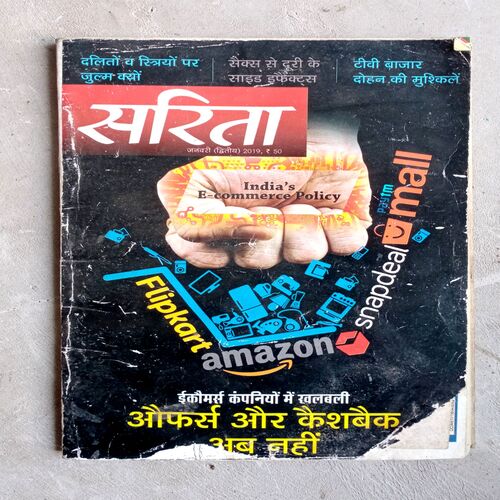 दलितों व स्त्रियों पर
जुल्म क्यों
सैक्स से दूरी के
साइड इफैक्ट्स
टीवी बाजार
दोहन की मुश्किलें
सरिता
जनवरी (द्वितीय) 2019, ₹ 50
India's
E-commerce Policy
Flipkart
amazon
snapdeal
Paytm
mall
ईकौमर्स कंपनियों में खलबली
औफर्स और कैशबैक
अब नहीं